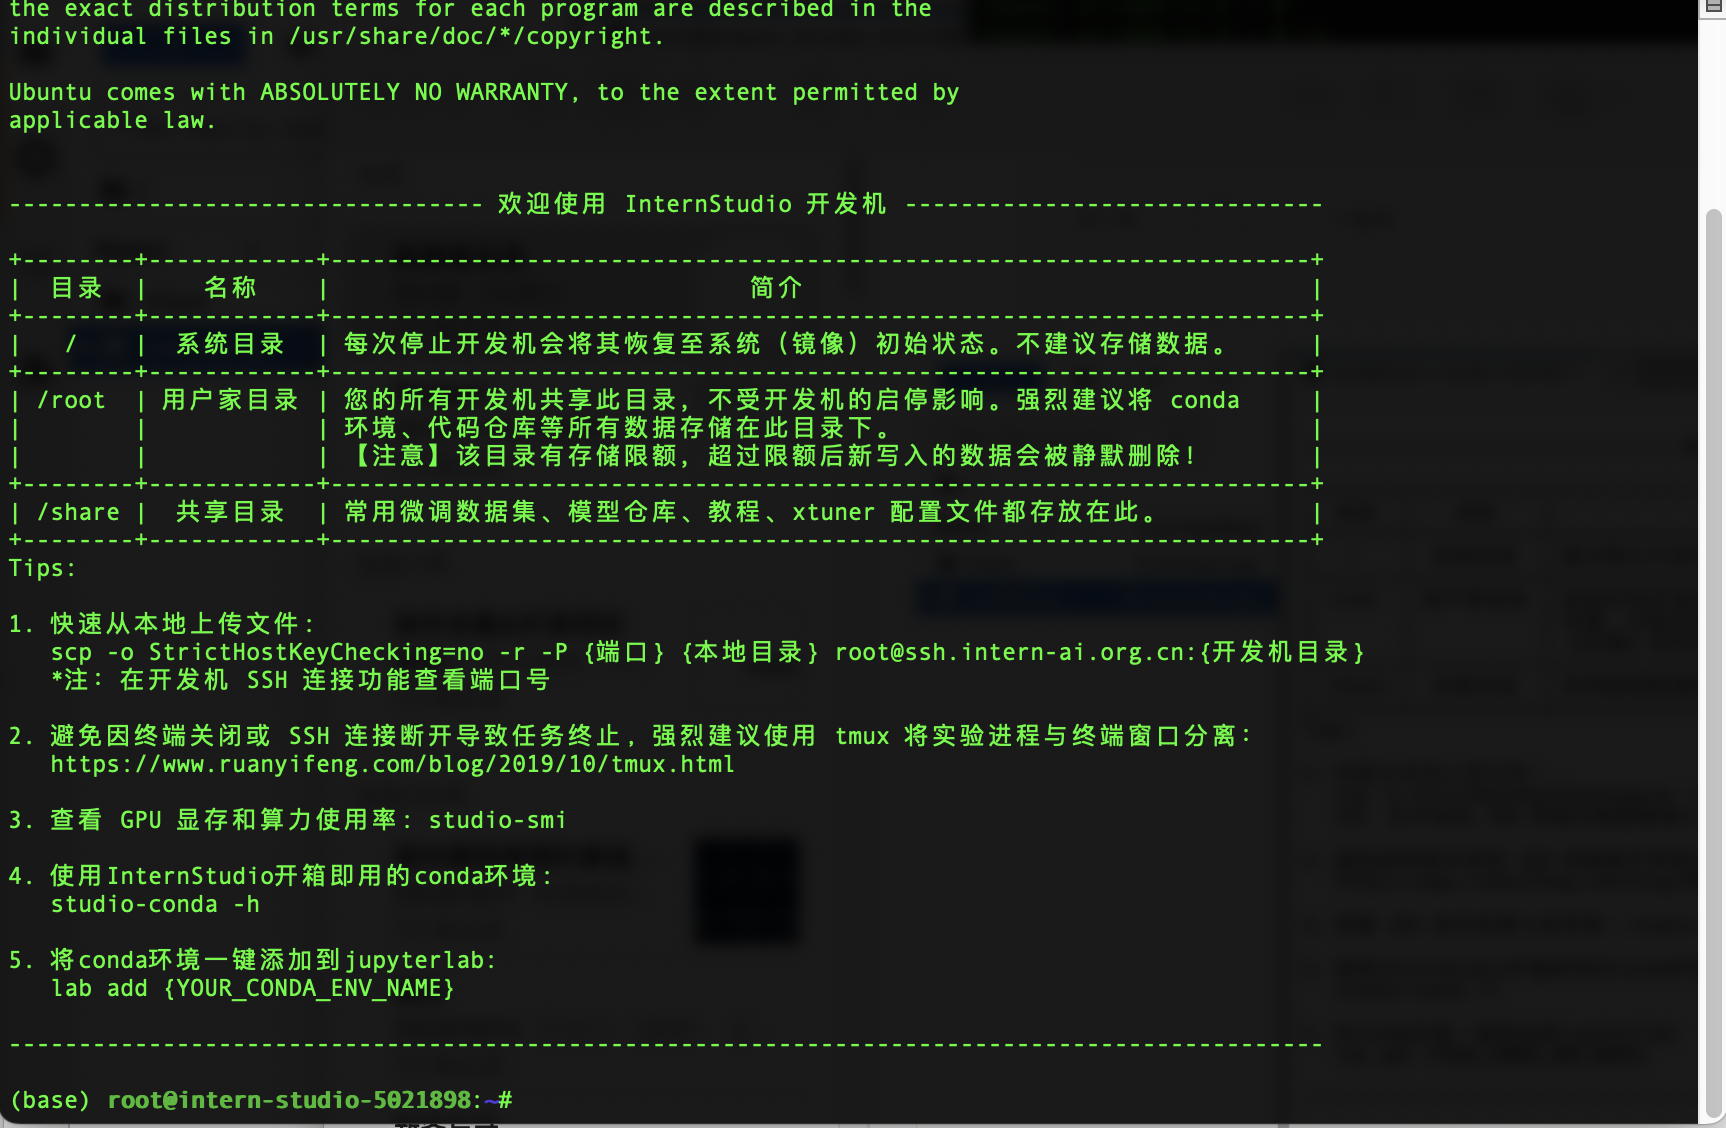 the exact distribution terms for each program are described in the
individual files in /usr/share/doc/*/copyright.
Ubuntu comes with ABSOLUTELY NO WARRANTY, to the extent permitted by
applicable law.
---------------------------------- 欢迎使用 InternStudio 开发机 ------------------------------
+--------+------------+----------------------------------------------------------------------+
|  目录  |    名称    |                              简介                                    |
+--------+------------+----------------------------------------------------------------------+
|   /    |  系统目录  | 每次停止开发机会将其恢复至系统（镜像）初始状态。不建议存储数据。      |
+--------+------------+----------------------------------------------------------------------+
| /root  | 用户家目录 | 您的所有开发机共享此目录，不受开发机的启停影响。强烈建议将 conda     |
|        |            | 环境、代码仓库等所有数据存储在此目录下。                              |
|        |            | 【注意】该目录有存储限额，超过限额后新写入的数据会被静默删除！        |
+--------+------------+----------------------------------------------------------------------+
| /share |  共享目录  | 常用微调数据集、模型仓库、教程、xtuner 配置文件都存放在此。           |
+--------+------------+----------------------------------------------------------------------+
Tips:
1. 快速从本地上传文件：
scp -o StrictHostKeyChecking=no -r -P {端口} {本地目录} root@ssh.intern-ai.org.cn:{开发机目录}
*注：在开发机 SSH 连接功能查看端口号
2. 避免因终端关闭或 SSH 连接断开导致任务终止，强烈建议使用 tmux 将实验进程与终端窗口分离：
https://www.ruanyifeng.com/blog/2019/10/tmux.html
3. 查看 GPU 显存和算力使用率：studio-smi
4. 使用InternStudio开箱即用的conda环境：
studio-conda -h
5. 将conda环境一键添加到jupyterlab:
lab add {YOUR_CONDA_ENV_NAME}
----------------------------------------------------------------------------------------------
(base) root@intern-studio-5021898:~#